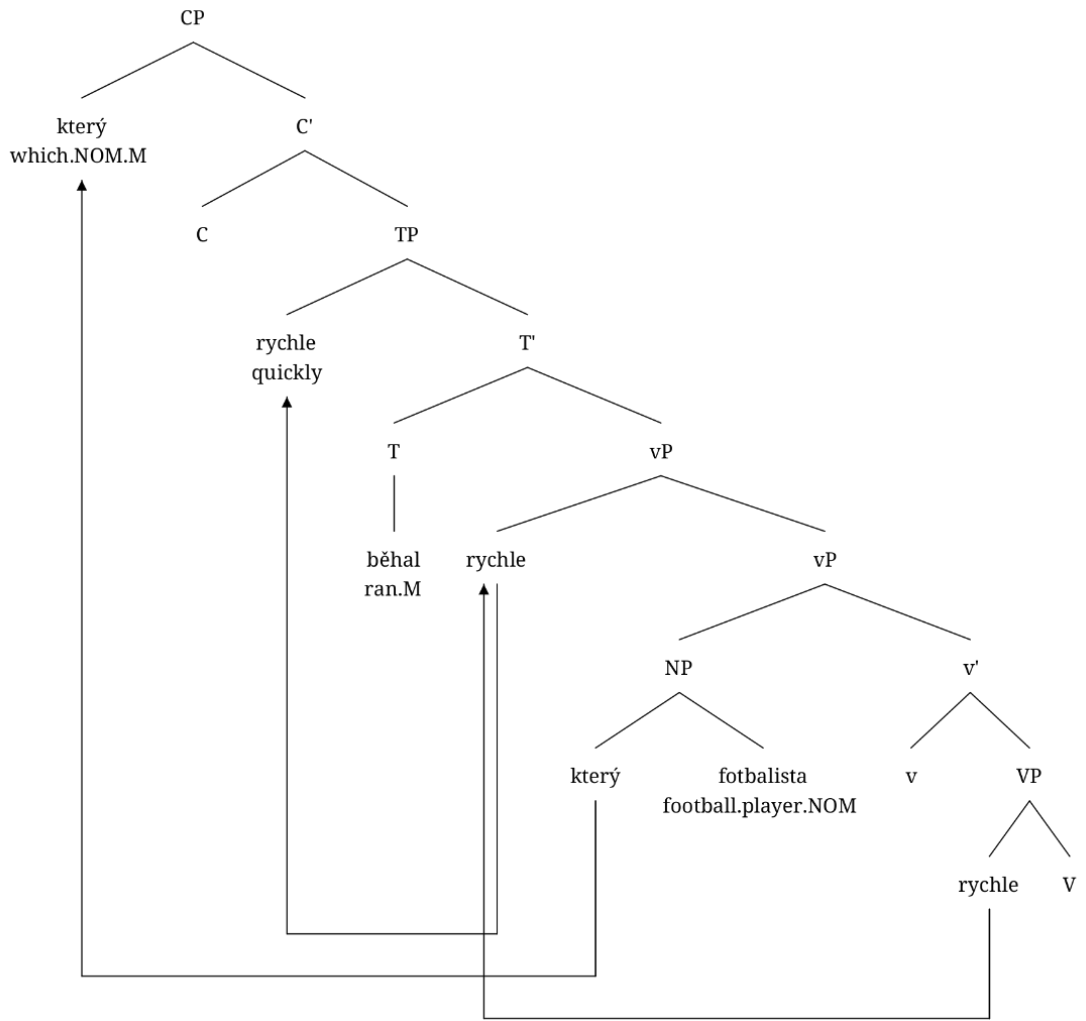 CP
který C'
which.NOM.M
C TP
rychle T'
quickly
T vP
běhal rychle vP
ran.M
NP v'
který fotbalista v VP
football.player.NOM
rychle V